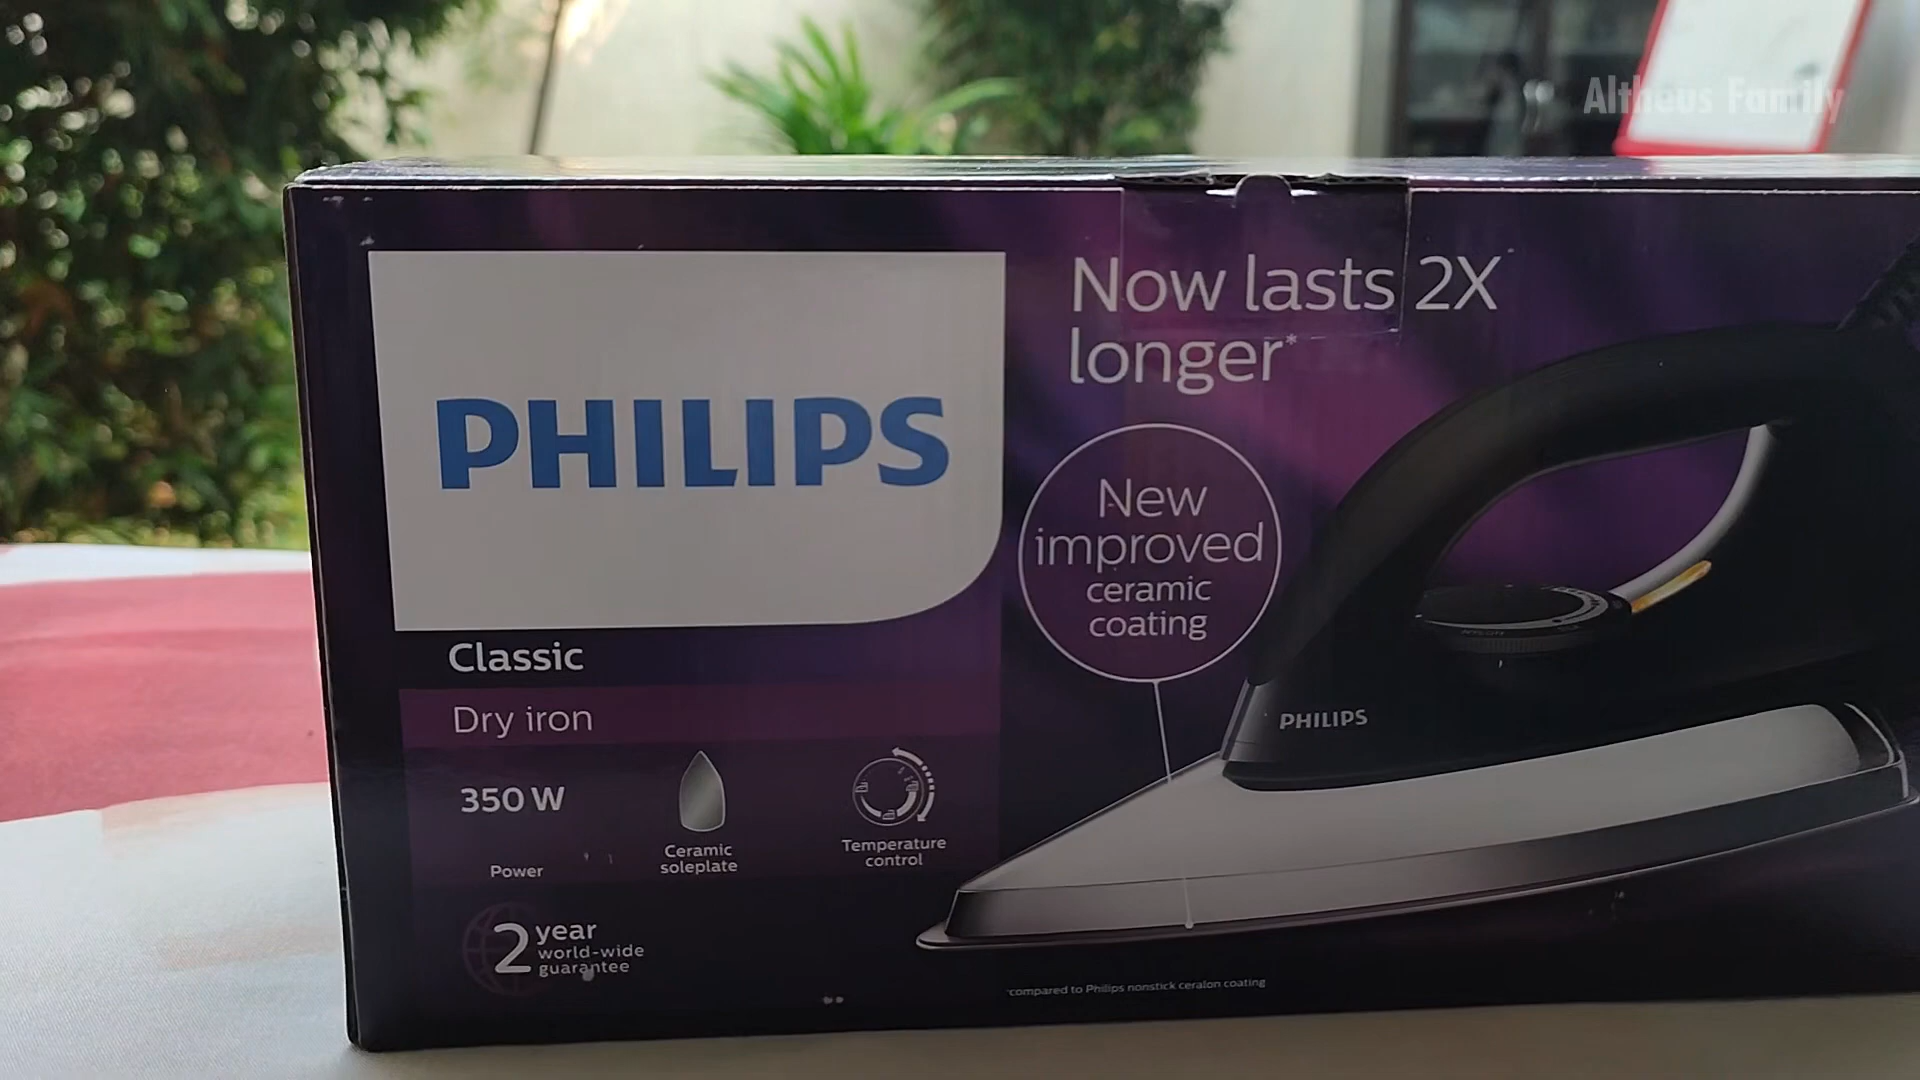 Altheus Family
PHILIPS
Now lasts 2X
longer*
New
improved
ceramic
coating
Classic
Dry iron
350 W
Power
Ceramic
soleplate
Temperature
control
2 year
world-wide
guarantee
PHILIPS
*compared to Philips nonstick ceralon coating